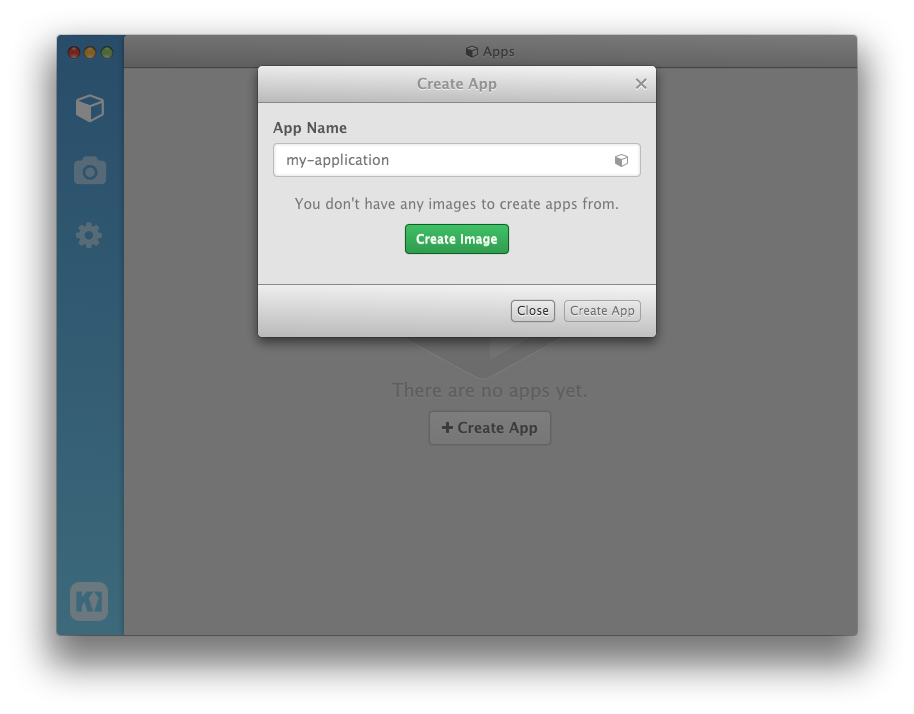 Apps
Create App
App Name
my-application
You don't have any images to create apps from.
Create Image
Close Create App
There are no apps yet.
Create App
K